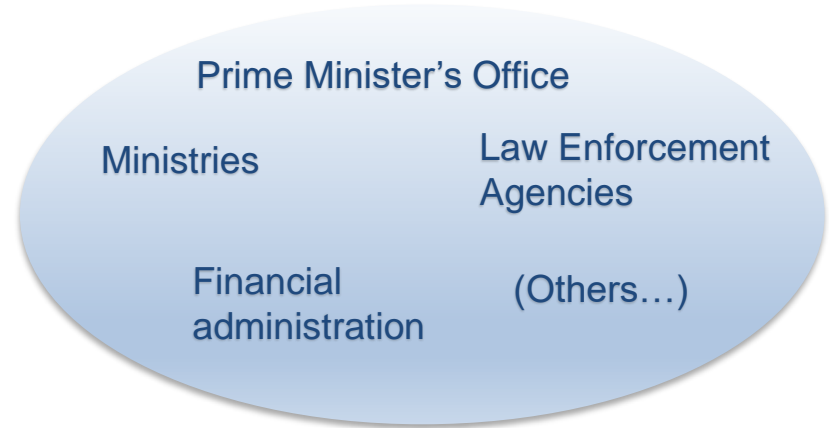 Prime Minister’s Office
Ministries
Law Enforcement
Agencies
Financial
administration
(Others…)